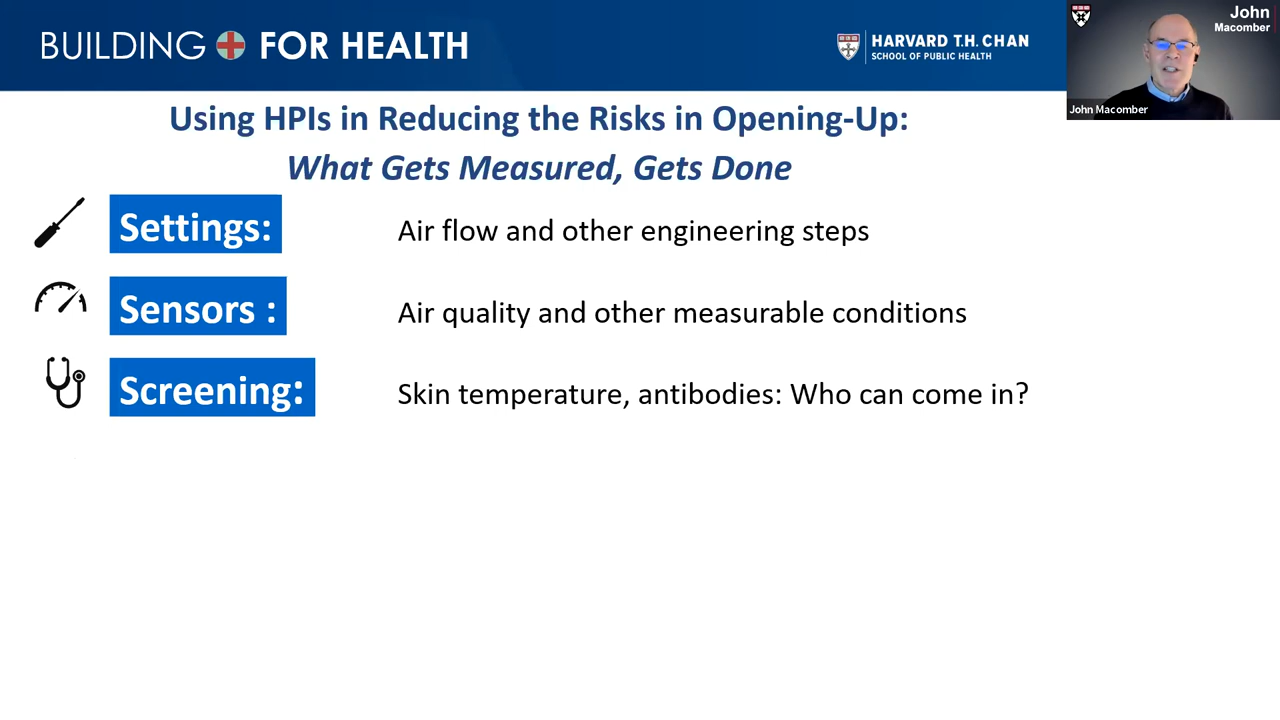 BUILDING FOR HEALTH
HARVARD T.H. CHAN
SCHOOL OF PUBLIC HEALTH
John
Macomber
John Macomber
Using HPIs in Reducing the Risks in Opening-Up:
What Gets Measured, Gets Done
Settings: Air flow and other engineering steps
Sensors : Air quality and other measurable conditions
Screening: Skin temperature, antibodies: Who can come in?